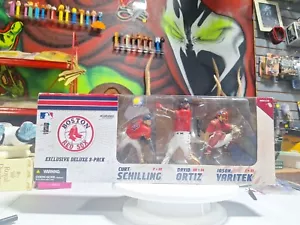 BOSTON
RED SOX
EXCLUSIVE DELUXE 3-PACK
CURT
SCHILLING
DAVID
ORTIZ
JASON
VARITEK